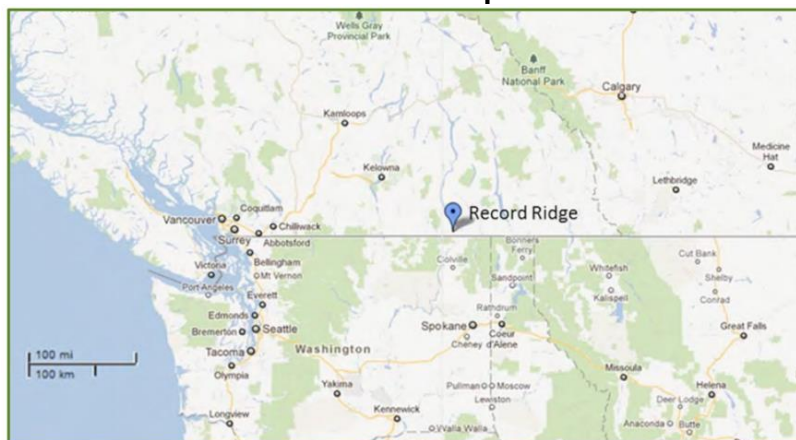 Wells Gray
Provincial Park
Banff
National Park
Calgary
Kamloops
Medicine
Hat
Kelowna
Lethbridge
Record Ridge
Vancouver
Coquitlam
Chilliwack
Surrey
Abbotsford
Bellingham
Victoria
Mt Vernon
Port Angeles
Colville
Bonners
Ferry
Sandpoint
Whitefish
Kalispell
Cut Bank
Shelby
Conrad
Everett
Edmonds
Bremerton
Seattle
Rathdrum
Spokane
Coeur
d'Alene
Cheney
Great Falls
Tacoma
Olympia
Washington
100 mi
100 km
Missoula
Helena
Yakima
Pullman
Moscow
Lewiston
Deer Lodge
Longview
Kennewick
Walla Walla
Anaconda
Butte